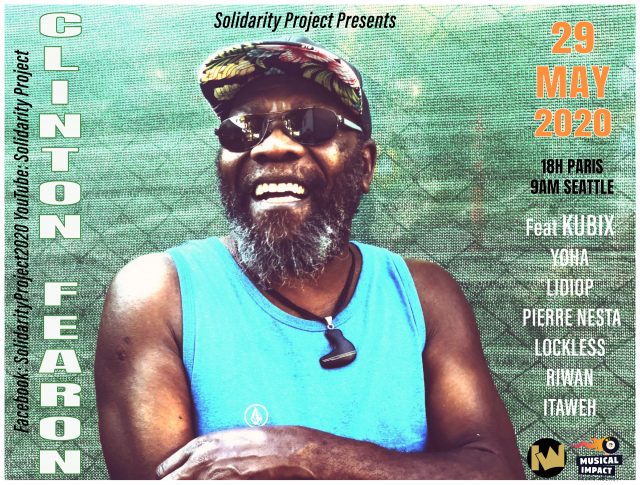 Solidarity Project Presents
CLINTON FEARON
Facebook: SolidarityProject2020 YouTube: Solidarity Project
29
MAY
2020
18H PARIS
9AM SEATTLE
Feat KUBIX
YOHA
LIDIOP
PIERRE NESTA
LOCKLESS
RIWAN
ITAWEH
MUSICAL
IMPACT